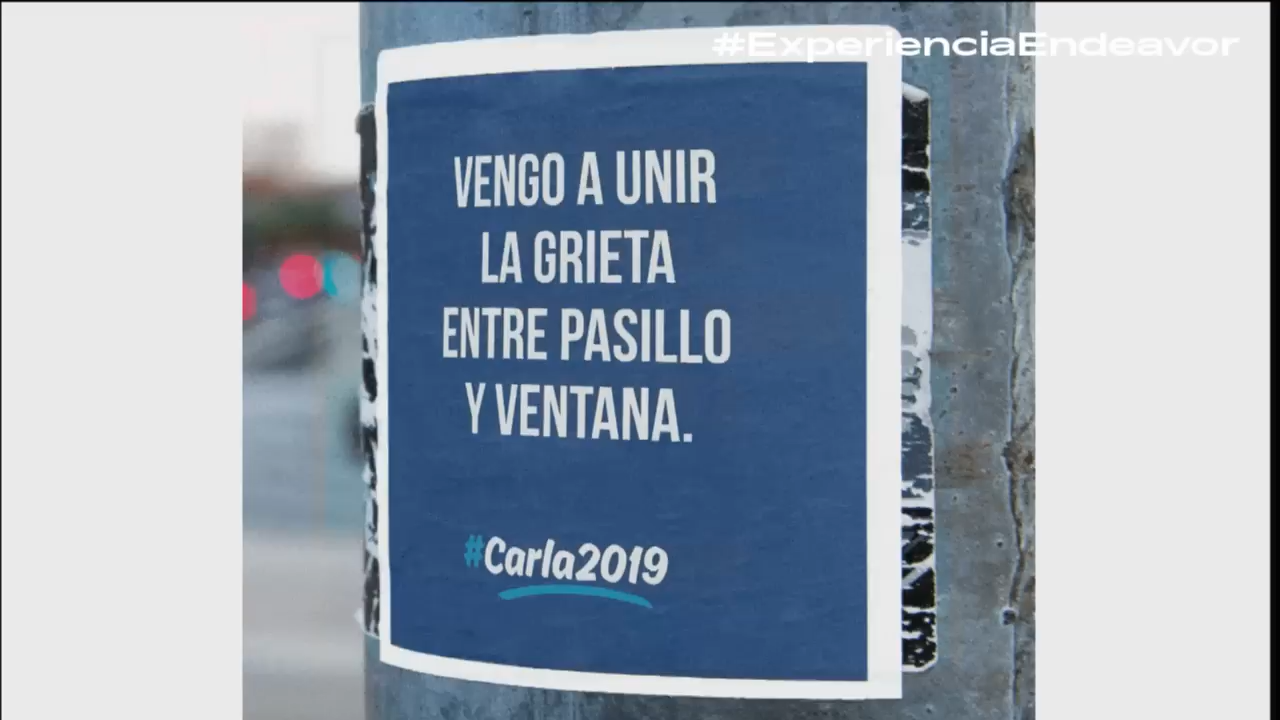 #ExperienciaEndeavor
VENGO A UNIR
LA GRIETA
ENTRE PASILLO
Y VENTANA.
#Carla2019